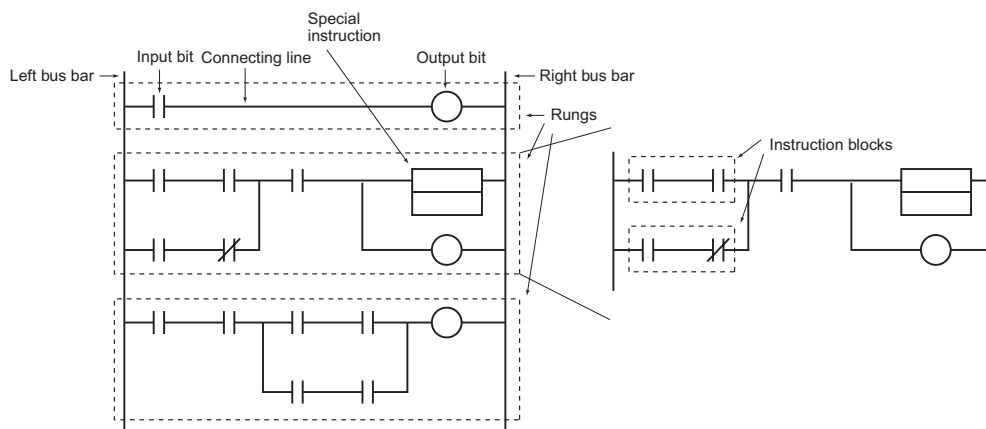 Special
instruction
Input bit
Connecting line
Output bit
Left bus bar
Right bus bar
Rungs
Instruction blocks